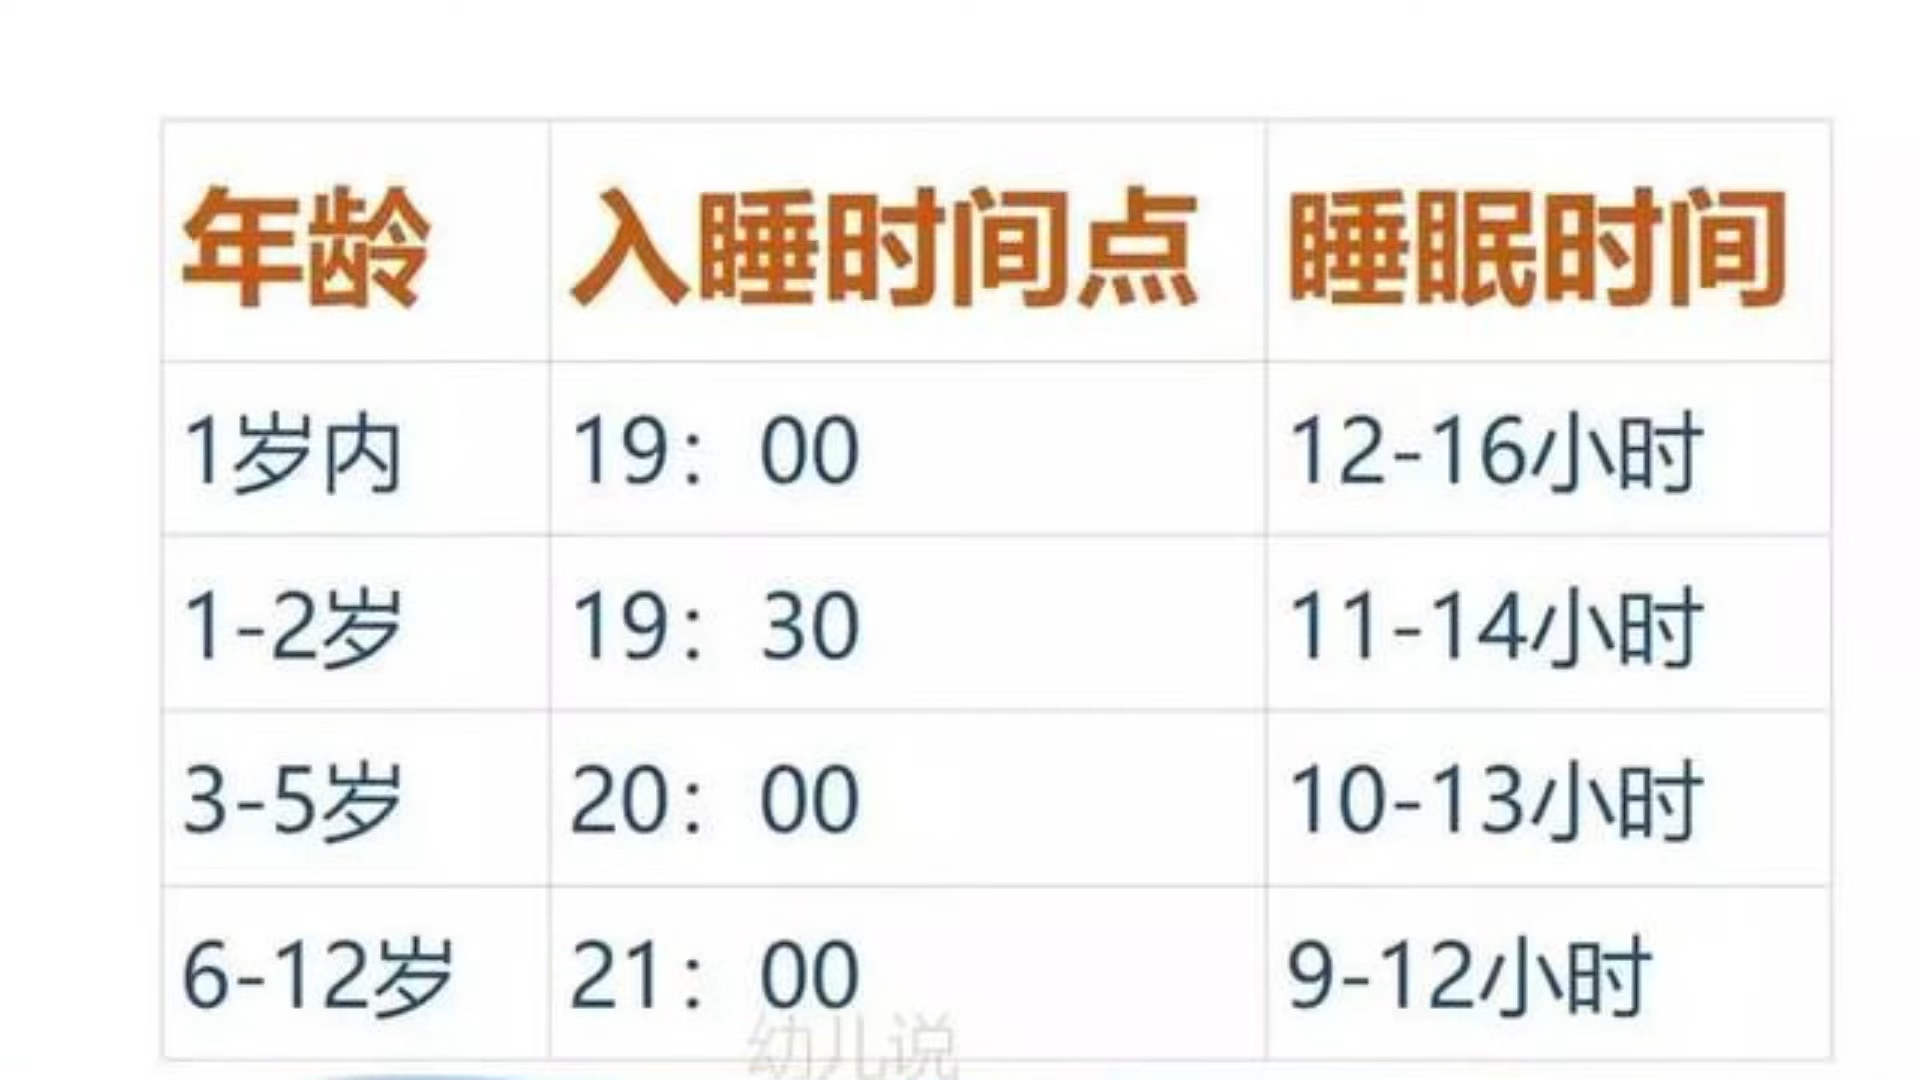 年龄 入睡时间点 睡眠时间
1岁内 19：00 12-16小时
1-2岁 19：30 11-14小时
3-5岁 20：00 10-13小时
6-12岁 21：00 9-12小时
幼儿说